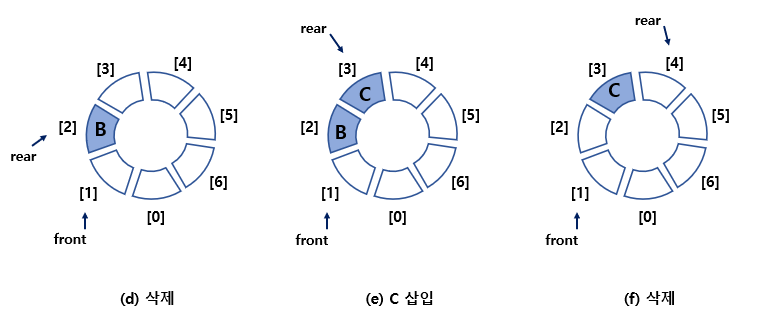 rear
[3]
[4]
[2]
B
[5]
rear
[1]
[6]
[0]
front
(d) 삭제
rear
[3]
[4]
C
[2]
B
[5]
[1]
[6]
[0]
front
(e) C 삽입
rear
[3]
[4]
C
[2]
[5]
[1]
[6]
[0]
front
(f) 삭제